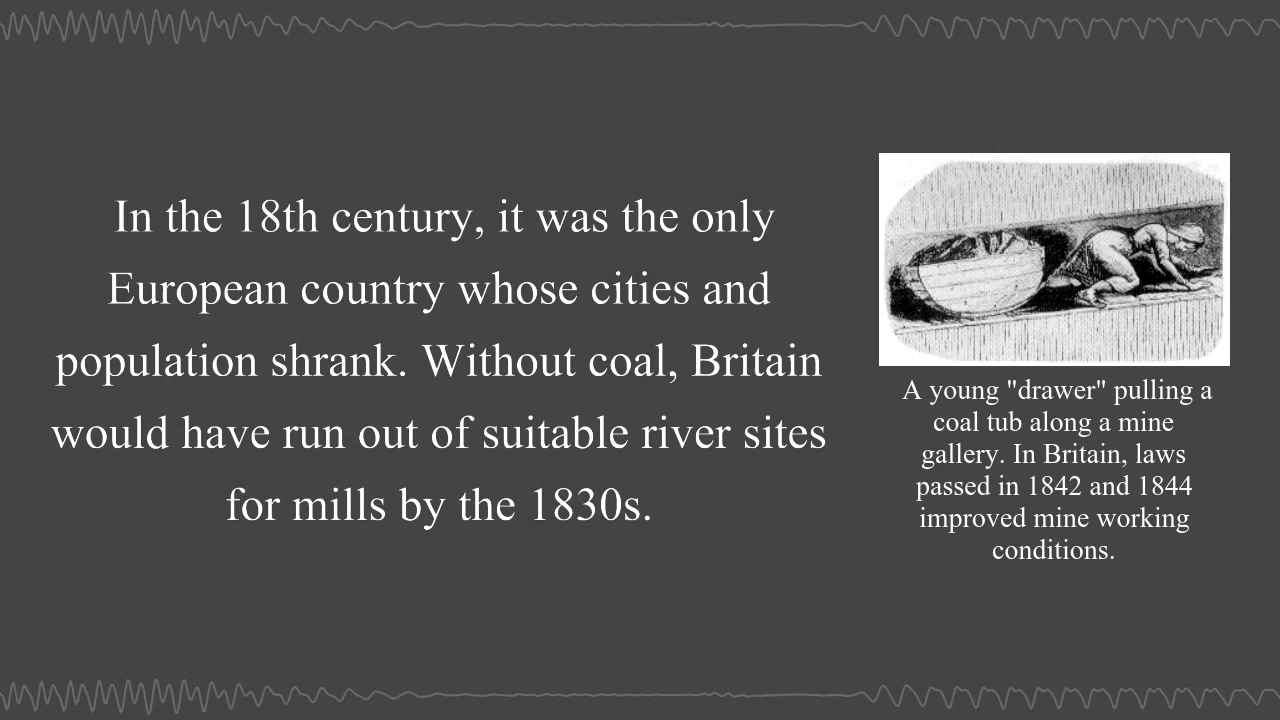 In the 18th century, it was the only
European country whose cities and
population shrank. Without coal, Britain
would have run out of suitable river sites
for mills by the 1830s.
A young "drawer" pulling a
coal tub along a mine
gallery. In Britain, laws
passed in 1842 and 1844
improved mine working
conditions.